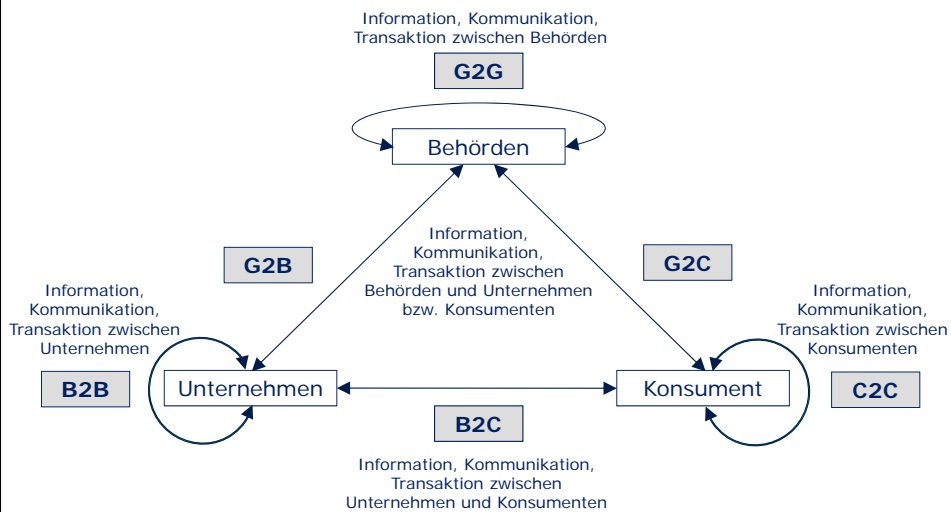 Information, Kommunikation,
Transaktion zwischen Behörden
G2G
Behörden
G2B
Information,
Kommunikation,
Transaktion zwischen
Behörden und Unternehmen
bzw. Konsumenten
G2C
Information,
Kommunikation,
Transaktion zwischen
Unternehmen
B2B
Unternehmen
Konsument
Information,
Kommunikation,
Transaktion zwischen
Konsumenten
C2C
B2C
Information, Kommunikation,
Transaktion zwischen
Unternehmen und Konsumenten